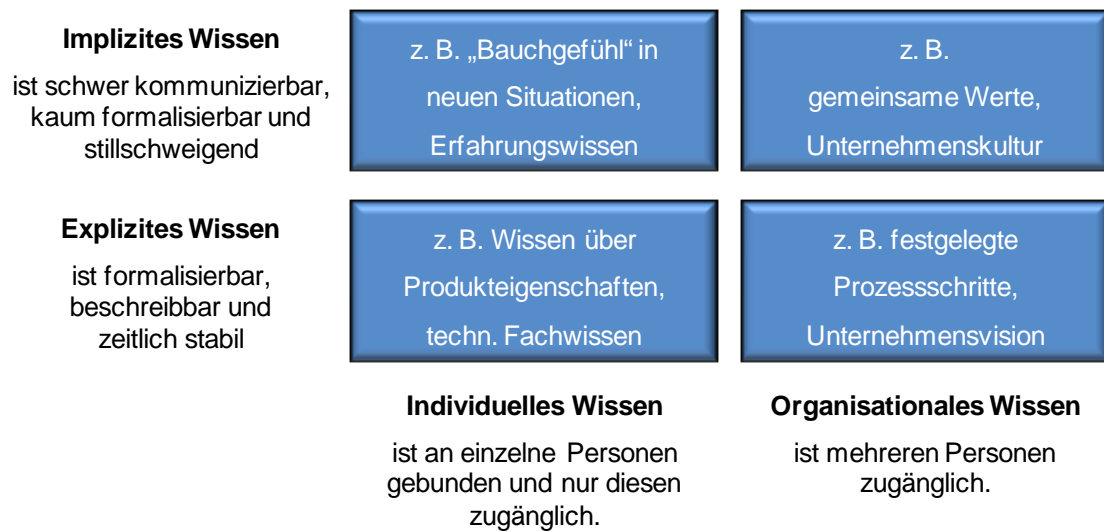 Implizites Wissen
ist schwer kommunizierbar,
kaum formalisierbar und
stillschweigend
z. B. „Bauchgefühl“ in
neuen Situationen,
Erfahrungswissen
z. B.
gemeinsame Werte,
Unternehmenskultur
Explizites Wissen
ist formalisierbar,
beschreibbar und
zeitlich stabil
z. B. Wissen über
Produkteigenschaften,
techn. Fachwissen
z. B. festgelegte
Prozessschritte,
Unternehmensvision
Individuelles Wissen
ist an einzelne Personen
gebunden und nur diesen
zugänglich.
Organisationales Wissen
ist mehreren Personen
zugänglich.